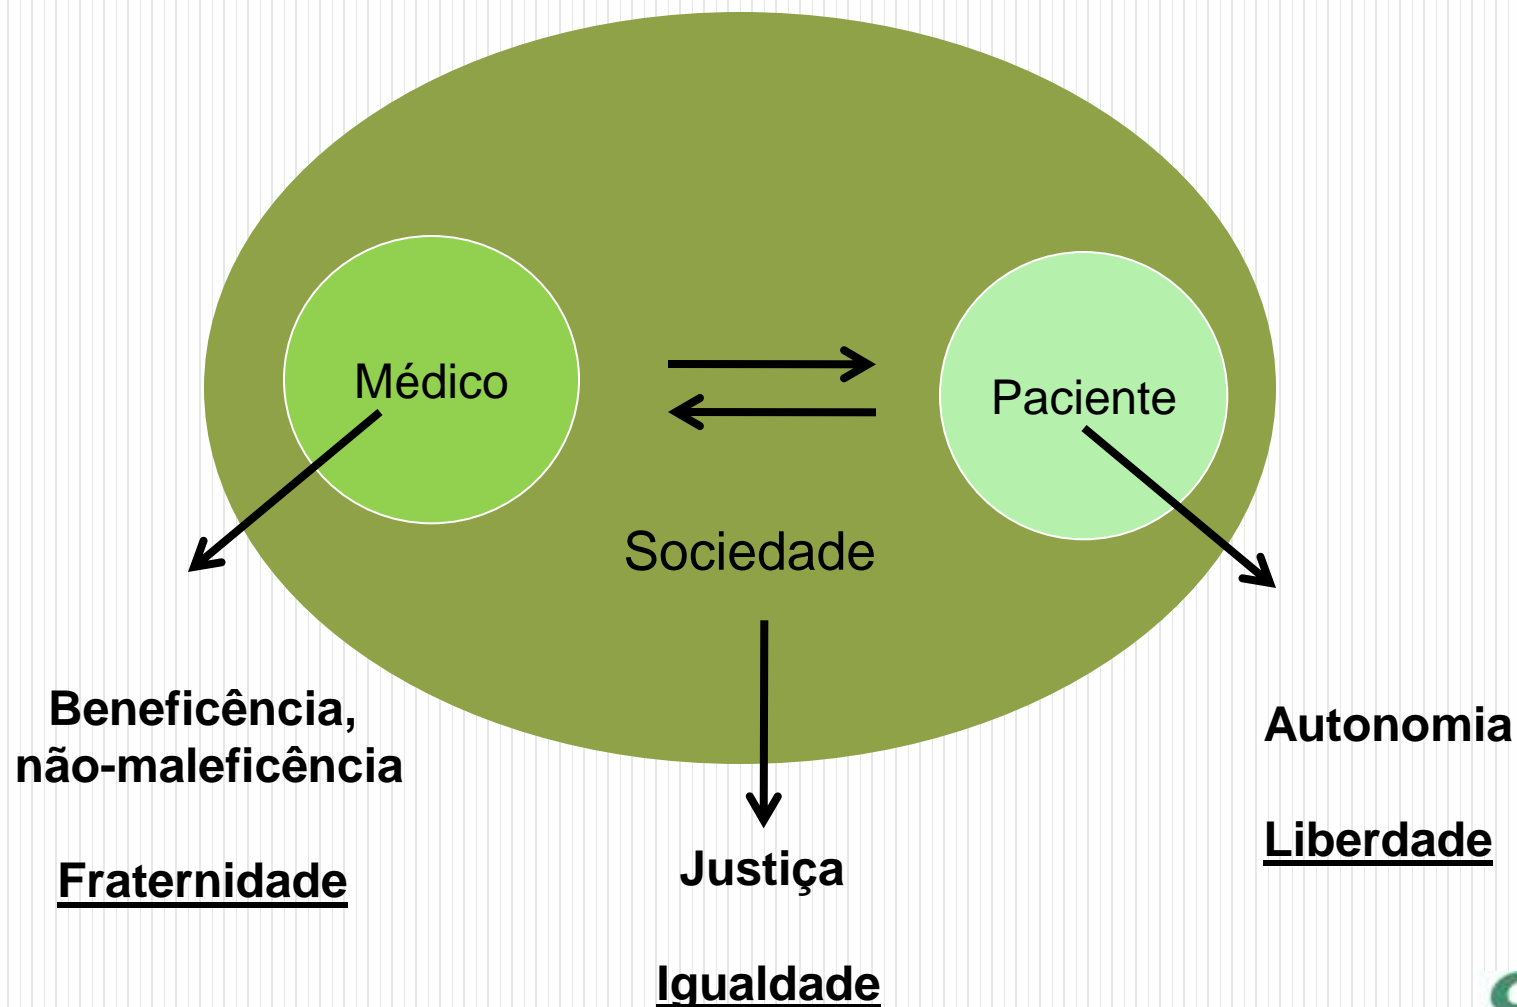 Médico
Paciente
Sociedade
Beneficência,
não-maleficência
Fraternidade
Justiça
Igualdade
Autonomia
Liberdade